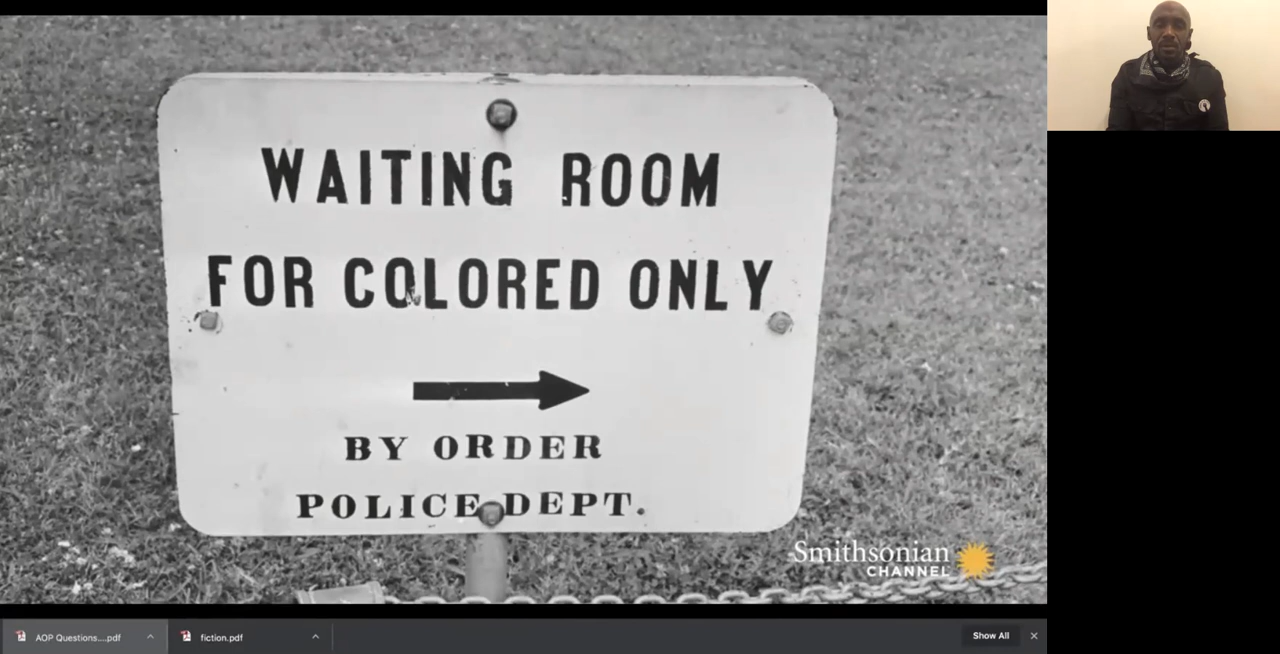 WAITING ROOM
FOR COLORED ONLY
BY ORDER
POLICE DEPT.
Smithsonian
CHANNEL
AOP Questions....pdf
fiction.pdf
Show All